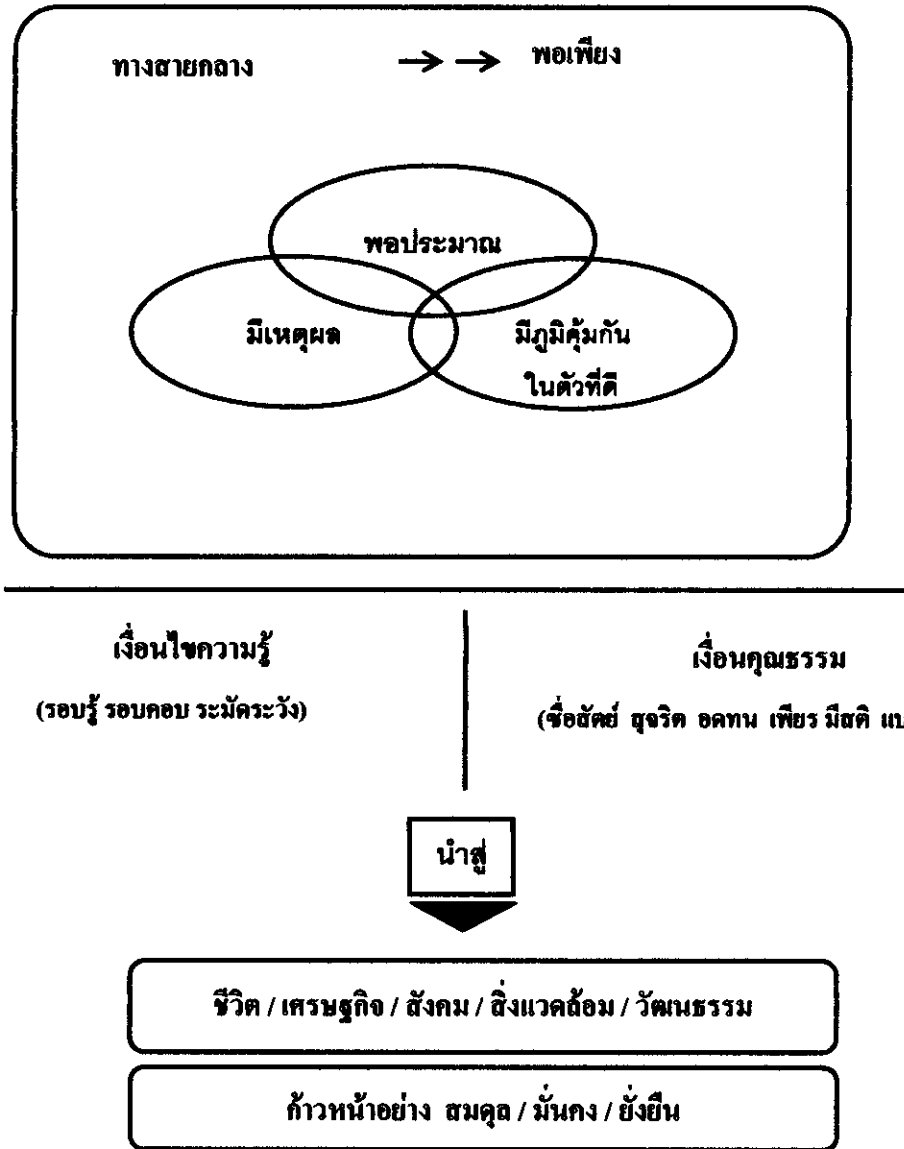 ทางสายกลาง →→ พอเพียง
พอประมาณ
มีเหตุผล
มีภูมิคุ้มกัน
ในตัวที่ดี
เงื่อนไขความรู้
(รอบรู้ รอบคอบ ระมัดระวัง)
เงื่อนคุณธรรม
(ซื่อสัตย์ สุจริต อดทน เพียร มีสติ แบ
นำสู่
ชีวิต / เศรษฐกิจ / สังคม / สิ่งแวดล้อม / วัฒนธรรม
ก้าวหน้าอย่าง สมดุล / มั่นคง / ยั่งยืน